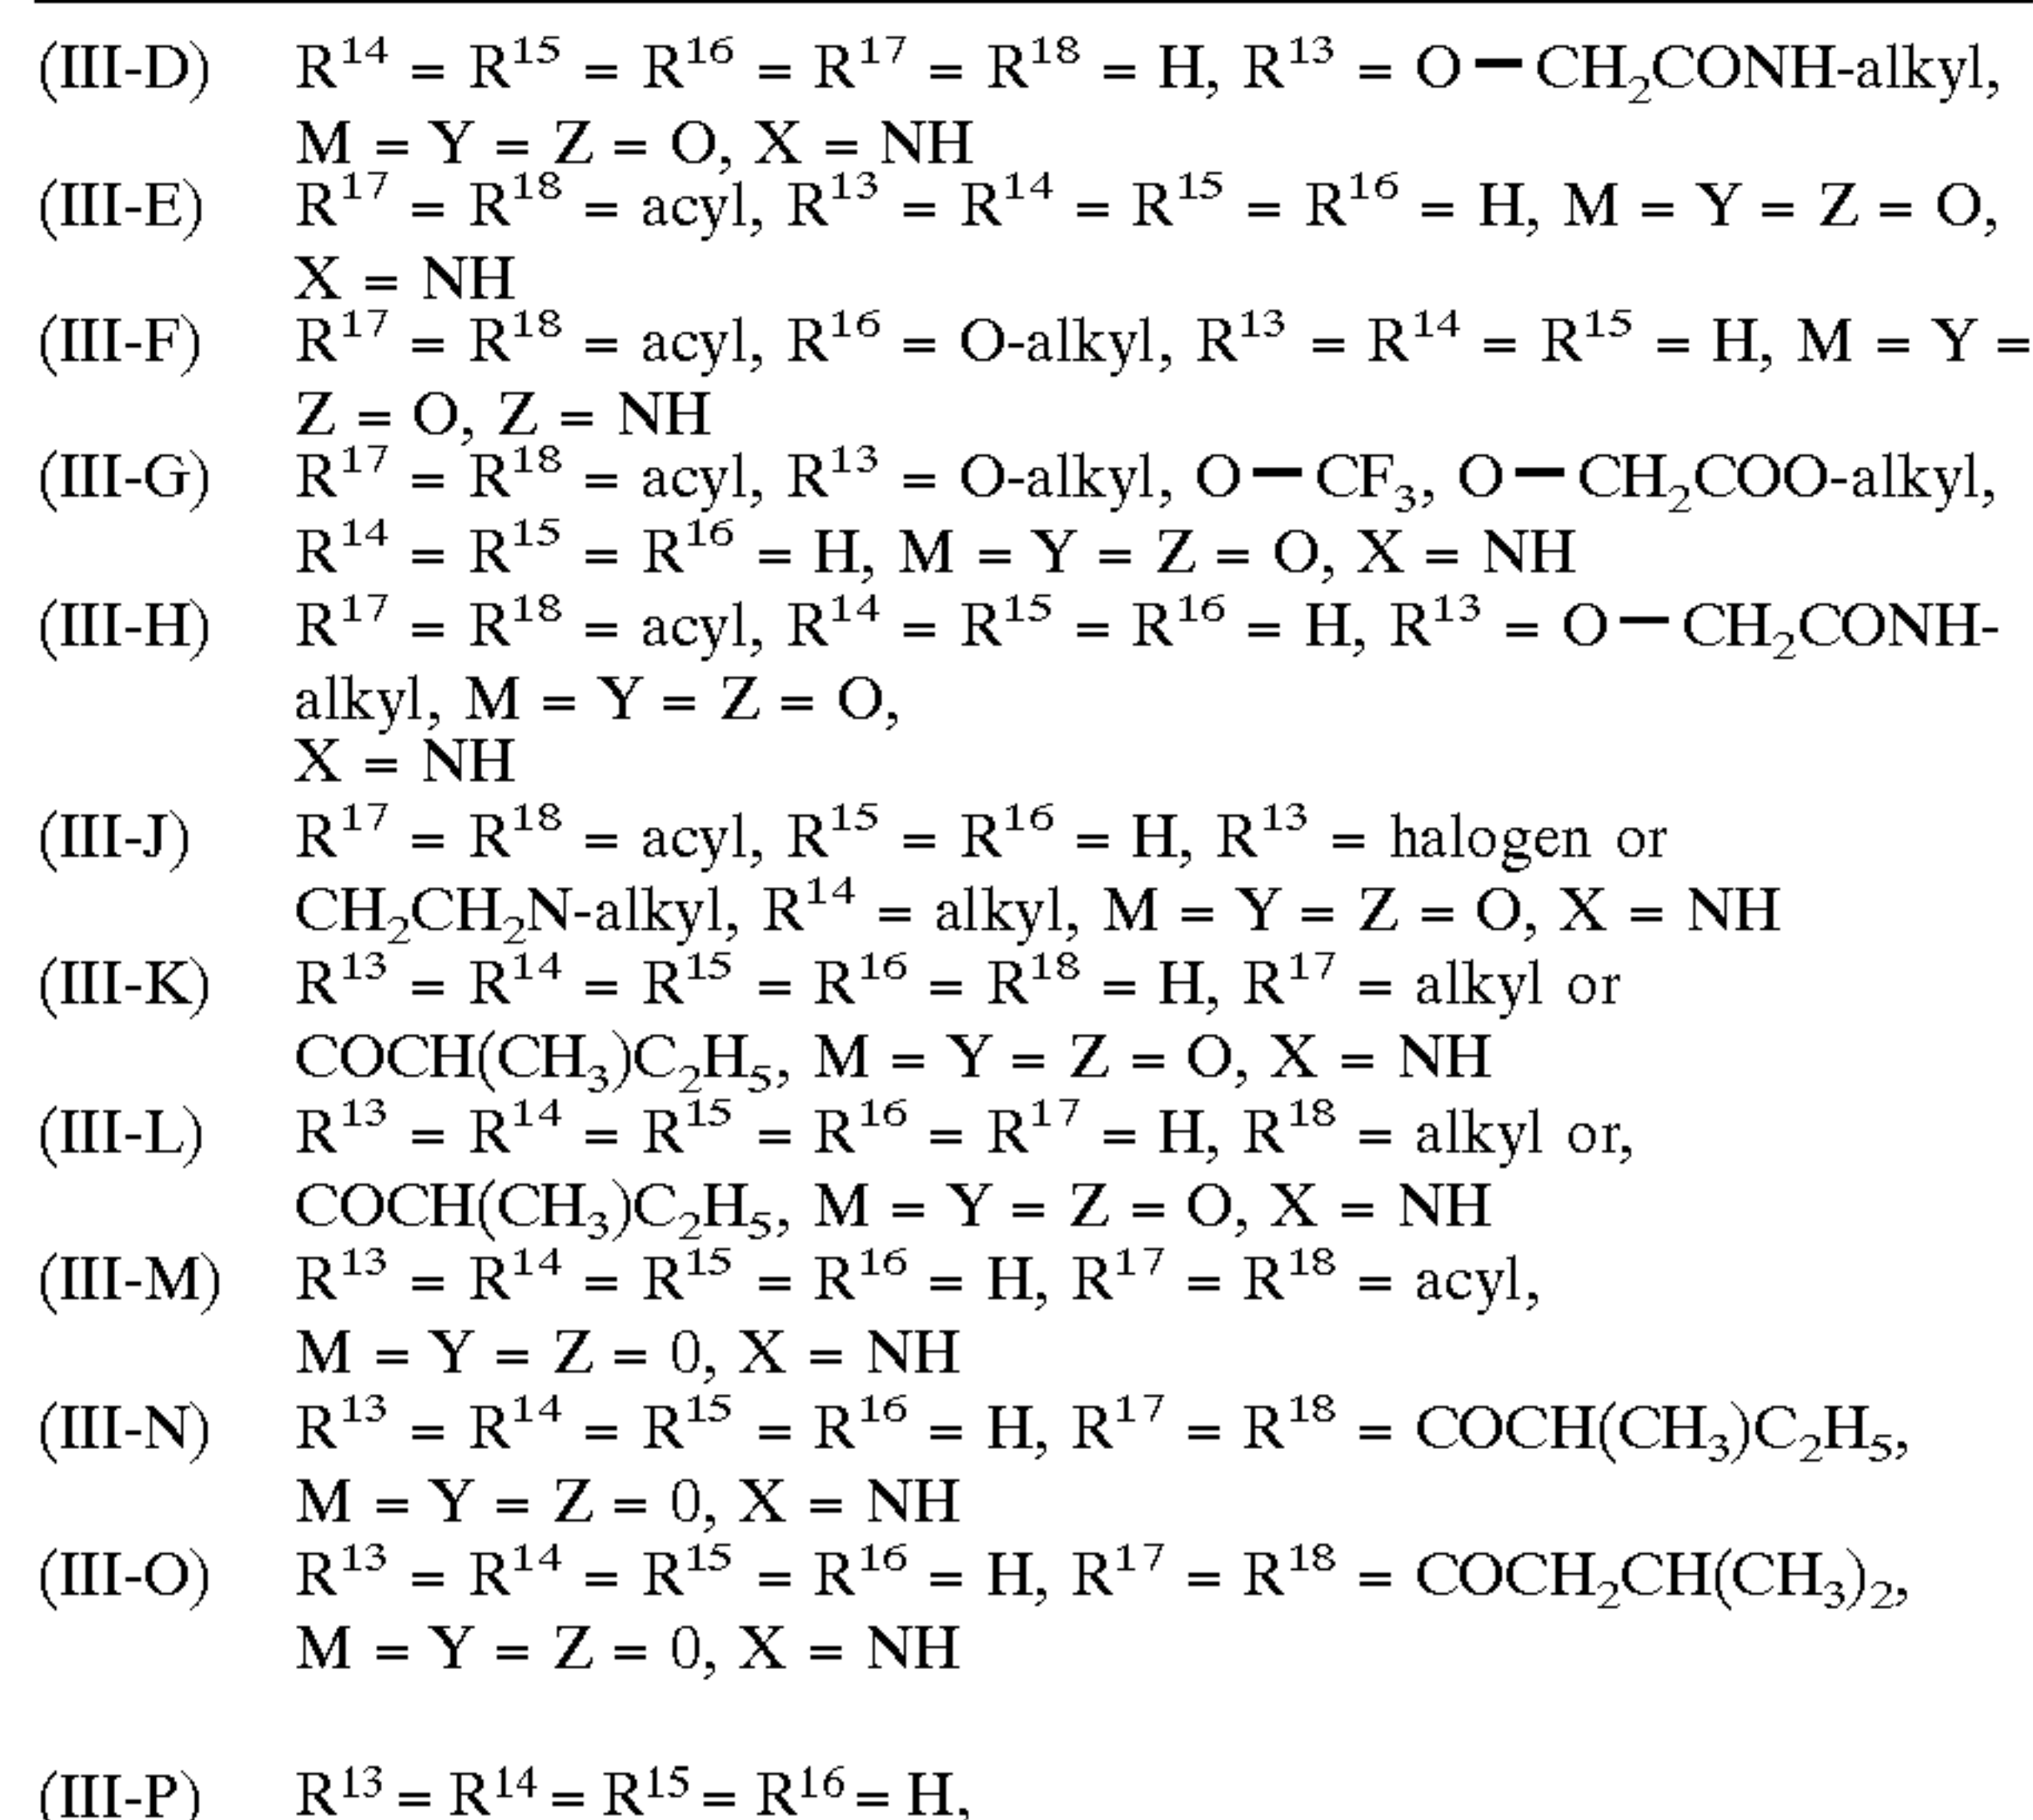 (III-D) R¹⁴ = R¹⁵ = R¹⁶ = R¹⁷ = R¹⁸ = H, R¹³ = O—CH₂CONH-alkyl,
M = Y = Z = O, X = NH
(III-E) R¹⁷ = R¹⁸ = acyl, R¹³ = R¹⁴ = R¹⁵ = R¹⁶ = H, M = Y = Z = O,
X = NH
(III-F) R¹⁷ = R¹⁸ = acyl, R¹⁶ = O-alkyl, R¹³ = R¹⁴ = R¹⁵ = H, M = Y =
Z = O, Z = NH
(III-G) R¹⁷ = R¹⁸ = acyl, R¹³ = O-alkyl, O—CF₃, O—CH₂COO-alkyl,
R¹⁴ = R¹⁵ = R¹⁶ = H, M = Y = Z = O, X = NH
(III-H) R¹⁷ = R¹⁸ = acyl, R¹⁴ = R¹⁵ = R¹⁶ = H, R¹³ = O—CH₂CONH-
alkyl, M = Y = Z = O,
X = NH
(III-J) R¹⁷ = R¹⁸ = acyl, R¹⁵ = R¹⁶ = H, R¹³ = halogen or
CH₂CH₂N-alkyl, R¹⁴ = alkyl, M = Y = Z = O, X = NH
(III-K) R¹³ = R¹⁴ = R¹⁵ = R¹⁶ = R¹⁸ = H, R¹⁷ = alkyl or
COCH(CH₃)C₂H₅, M = Y = Z = O, X = NH
(III-L) R¹³ = R¹⁴ = R¹⁵ = R¹⁶ = R¹⁷ = H, R¹⁸ = alkyl or,
COCH(CH₃)C₂H₅, M = Y = Z = O, X = NH
(III-M) R¹³ = R¹⁴ = R¹⁵ = R¹⁶ = H, R¹⁷ = R¹⁸ = acyl,
M = Y = Z = 0, X = NH
(III-N) R¹³ = R¹⁴ = R¹⁵ = R¹⁶ = H, R¹⁷ = R¹⁸ = COCH(CH₃)C₂H₅,
M = Y = Z = 0, X = NH
(III-O) R¹³ = R¹⁴ = R¹⁵ = R¹⁶ = H, R¹⁷ = R¹⁸ = COCH₂CH(CH₃)₂,
M = Y = Z = 0, X = NH
(III-P) R¹³ = R¹⁴ = R¹⁵ = R¹⁶ = H,